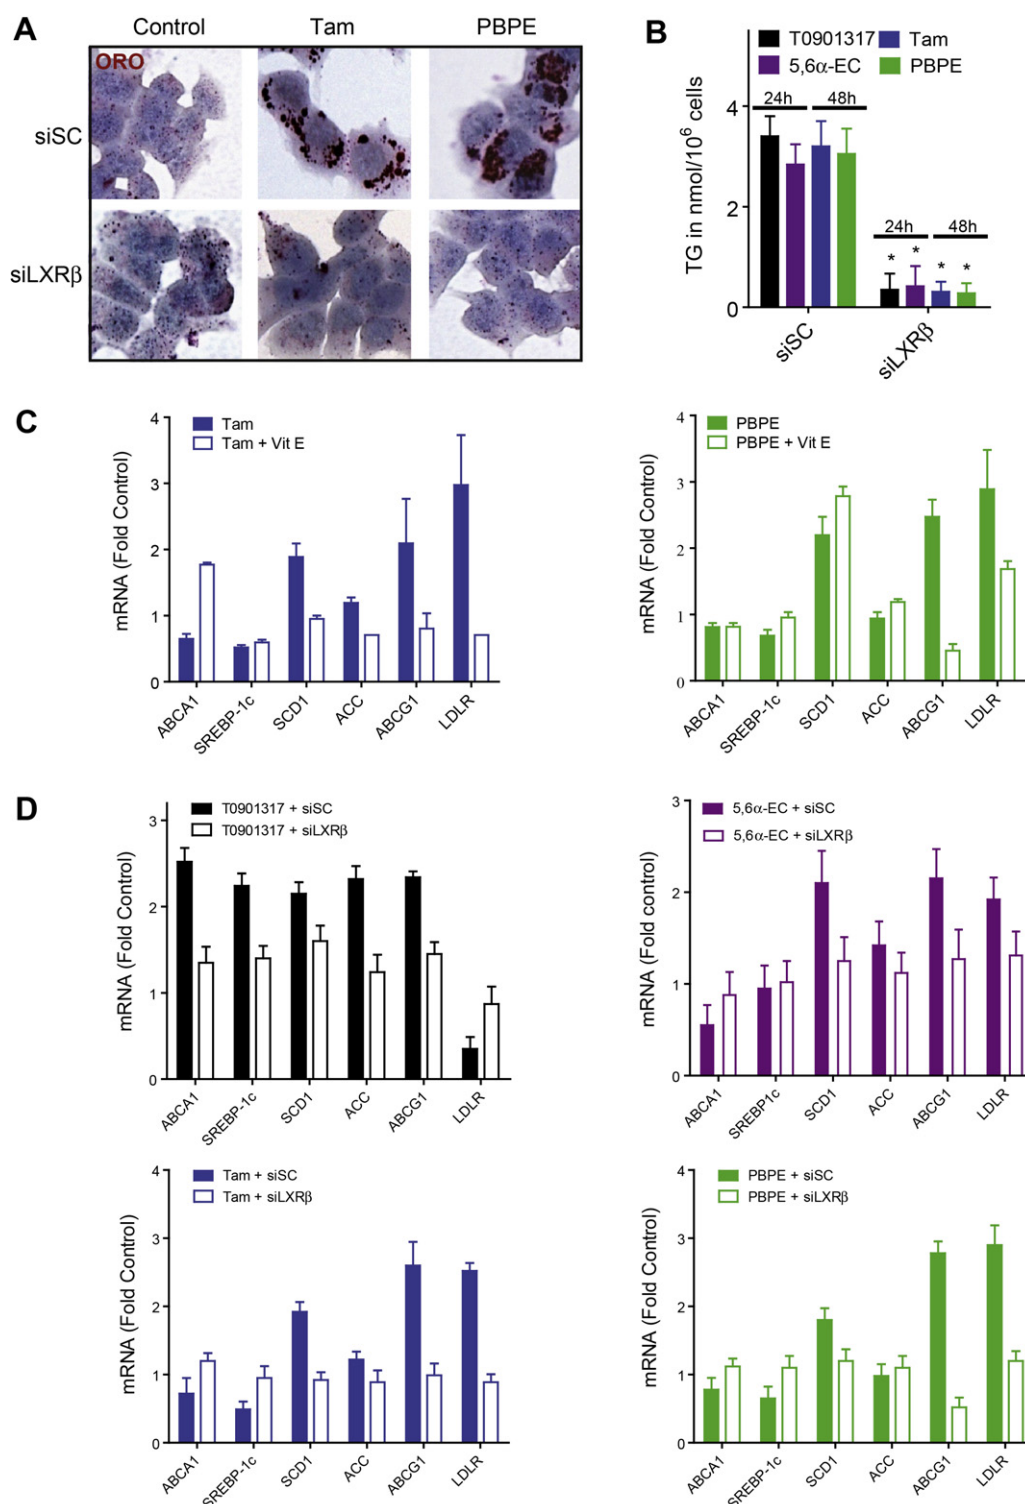 A
Control
Tam
PBPE
ORO
siSC
siLXRβ
B
T0901317
Tam
5,6α-EC
PBPE
TG in nmol/10⁶ cells
4
2
0
24h
48h
24h
48h
* * * *
siSC
siLXRβ
C
mRNA (Fold Control)
4
3
2
1
0
Tam
Tam + Vit E
ABCA1
SREBP-1c
SCD1
ACC
ABCG1
LDLR
mRNA (Fold Control)
4
3
2
1
0
PBPE
PBPE + Vit E
ABCA1
SREBP-1c
SCD1
ACC
ABCG1
LDLR
D
mRNA (Fold Control)
3
2
1
0
T0901317 + siSC
T0901317 + siLXRβ
ABCA1
SREBP-1c
SCD1
ACC
ABCG1
LDLR
mRNA (Fold control)
3
2
1
0
5,6α-EC + siSC
5,6α-EC + siLXRβ
ABCA1
SREBP1c
SCD1
ACC
ABCG1
LDLR
mRNA (Fold Control)
4
3
2
1
0
Tam + siSC
Tam + siLXRβ
ABCA1
SREBP-1c
SCD1
ACC
ABCG1
LDLR
mRNA (Fold Control)
4
3
2
1
0
PBPE + siSC
PBPE + siLXRβ
ABCA1
SREBP-1c
SCD1
ACC
ABCG1
LDLR